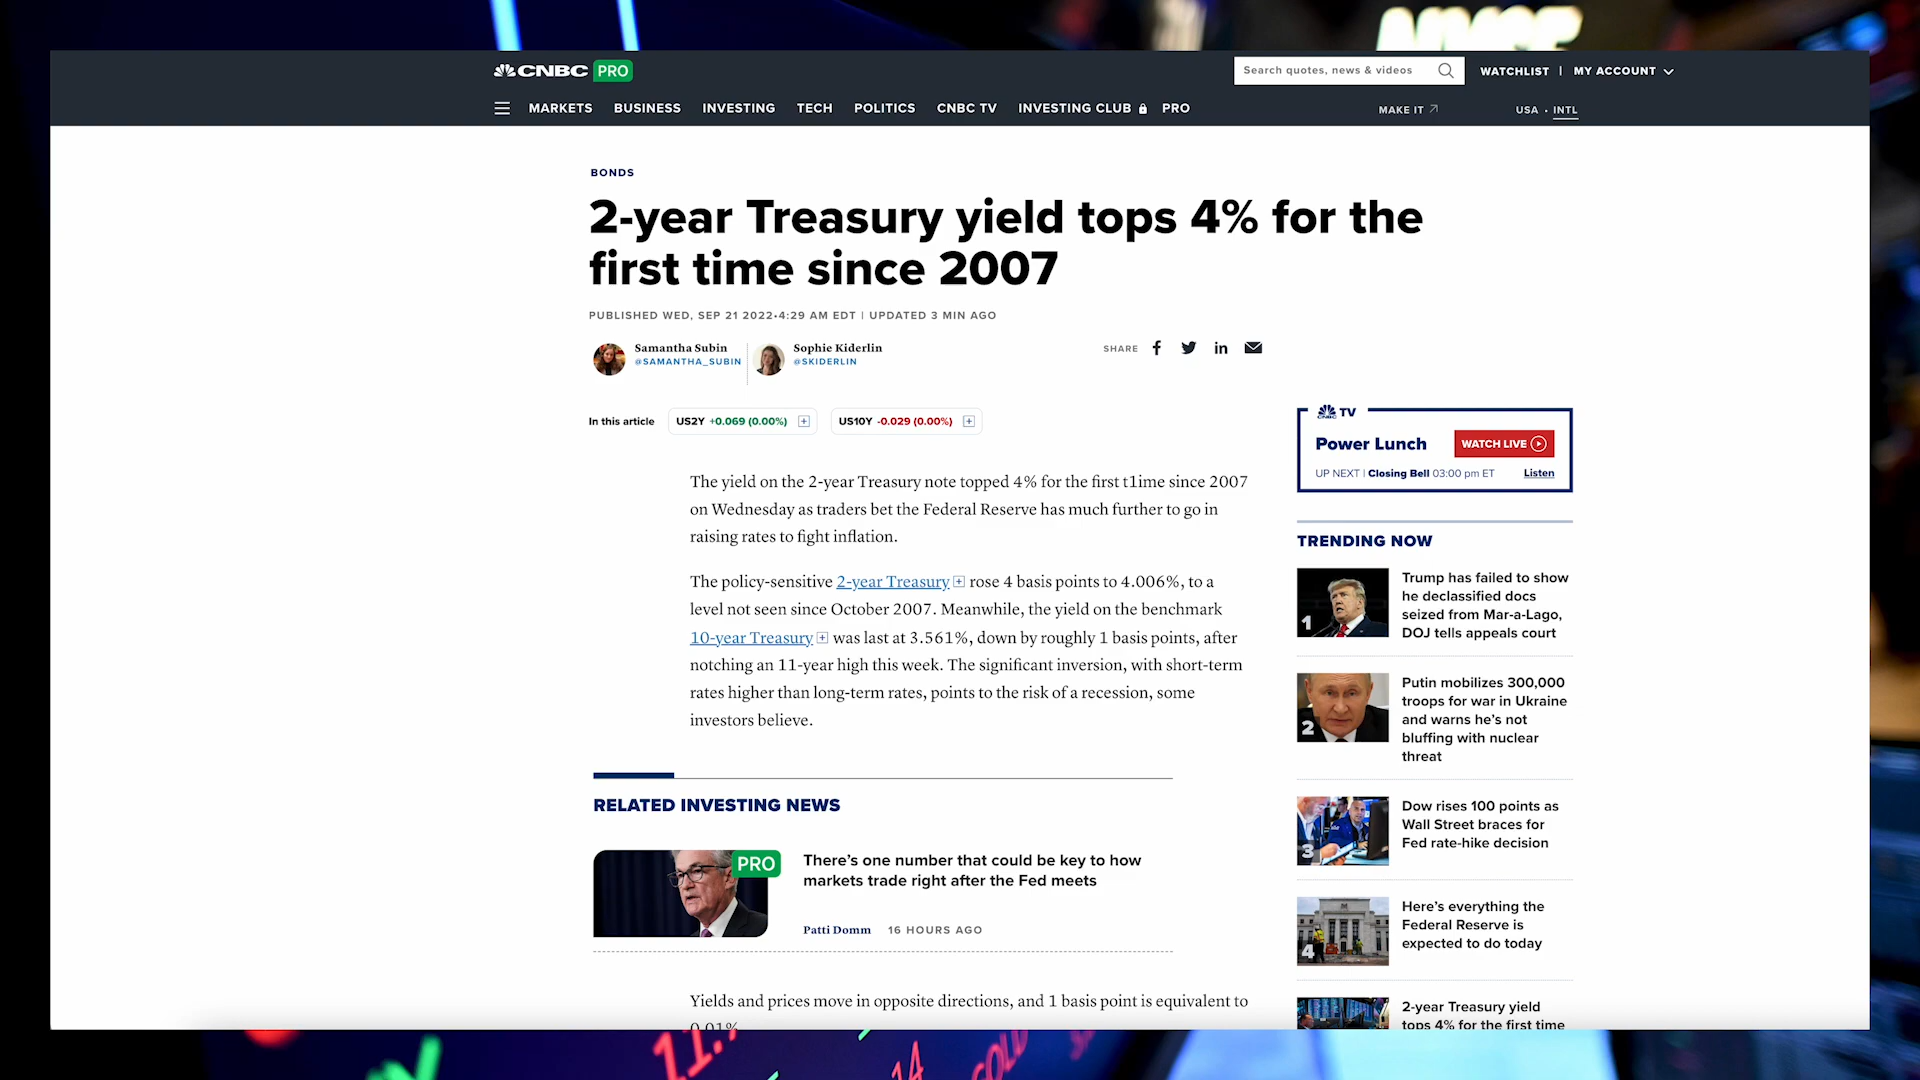 CNBC PRO
Search quotes, news & videos
WATCHLIST | MY ACCOUNT
MARKETS BUSINESS INVESTING TECH POLITICS CNBC TV INVESTING CLUB PRO
MAKE IT
USA • INTL
BONDS
2-year Treasury yield tops 4% for the
first time since 2007
PUBLISHED WED, SEP 21 2022•4:29 AM EDT | UPDATED 3 MIN AGO
Samantha Subin
@SAMANTHA_SUBIN
Sophie Kiderlin
@SKIDERLIN
SHARE
In this article
US2Y +0.069 (0.00%)
US10Y -0.029 (0.00%)
The yield on the 2-year Treasury note topped 4% for the first t1ime since 2007
on Wednesday as traders bet the Federal Reserve has much further to go in
raising rates to fight inflation.
The policy-sensitive 2-year Treasury rose 4 basis points to 4.006%, to a
level not seen since October 2007. Meanwhile, the yield on the benchmark
10-year Treasury was last at 3.561%, down by roughly 1 basis points, after
notching an 11-year high this week. The significant inversion, with short-term
rates higher than long-term rates, points to the risk of a recession, some
investors believe.
RELATED INVESTING NEWS
PRO
There's one number that could be key to how
markets trade right after the Fed meets
Patti Domm 16 HOURS AGO
Yields and prices move in opposite directions, and 1 basis point is equivalent to
0.01%
CNBC TV
Power Lunch
WATCH LIVE
UP NEXT | Closing Bell 03:00 pm ET
Listen
TRENDING NOW
1
Trump has failed to show
he declassified docs
seized from Mar-a-Lago,
DOJ tells appeals court
2
Putin mobilizes 300,000
troops for war in Ukraine
and warns he's not
bluffing with nuclear
threat
3
Dow rises 100 points as
Wall Street braces for
Fed rate-hike decision
4
Here's everything the
Federal Reserve is
expected to do today
2-year Treasury yield
tops 4% for the first time
14
GOLD